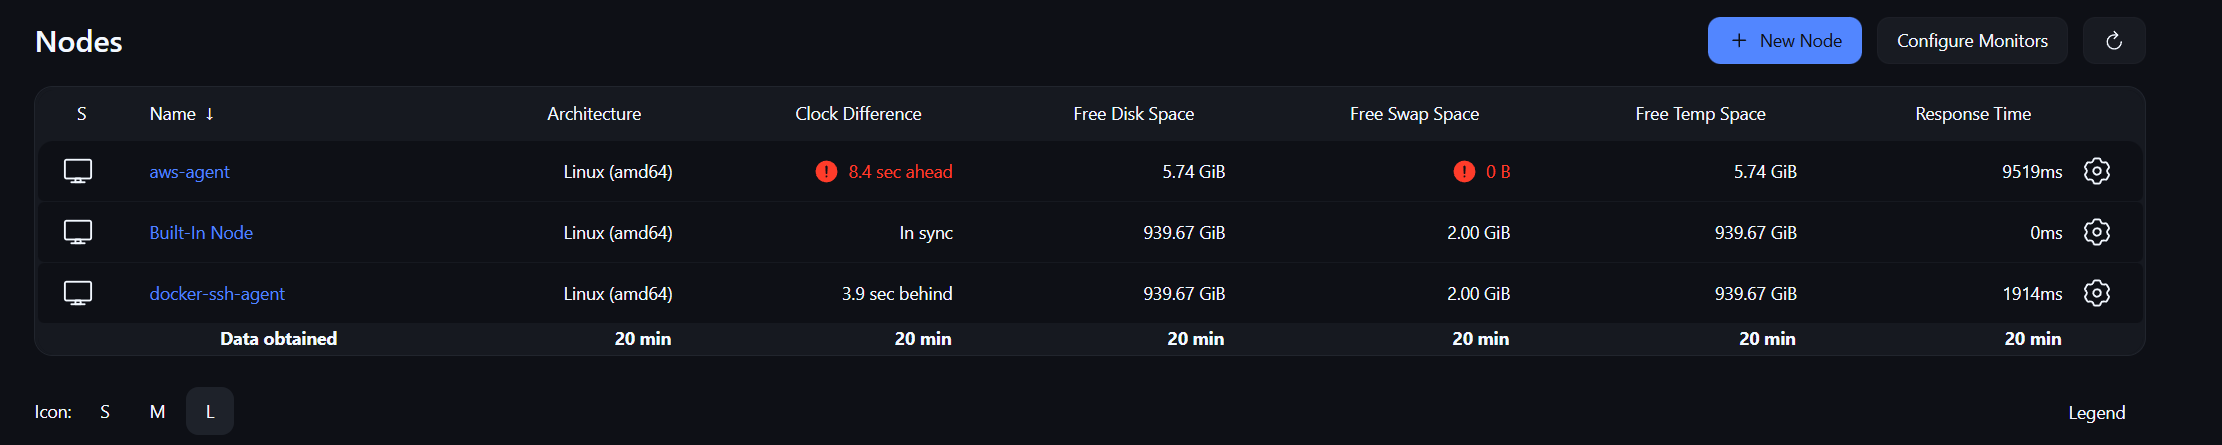 Nodes
+ New Node Configure Monitors
S Name ↓ Architecture Clock Difference Free Disk Space Free Swap Space Free Temp Space Response Time
aws-agent Linux (amd64) ! 8.4 sec ahead 5.74 GiB ! 0 B 5.74 GiB 9519ms
Built-In Node Linux (amd64) In sync 939.67 GiB 2.00 GiB 939.67 GiB 0ms
docker-ssh-agent Linux (amd64) 3.9 sec behind 939.67 GiB 2.00 GiB 939.67 GiB 1914ms
Data obtained 20 min 20 min 20 min 20 min 20 min 20 min
Icon: S M L Legend